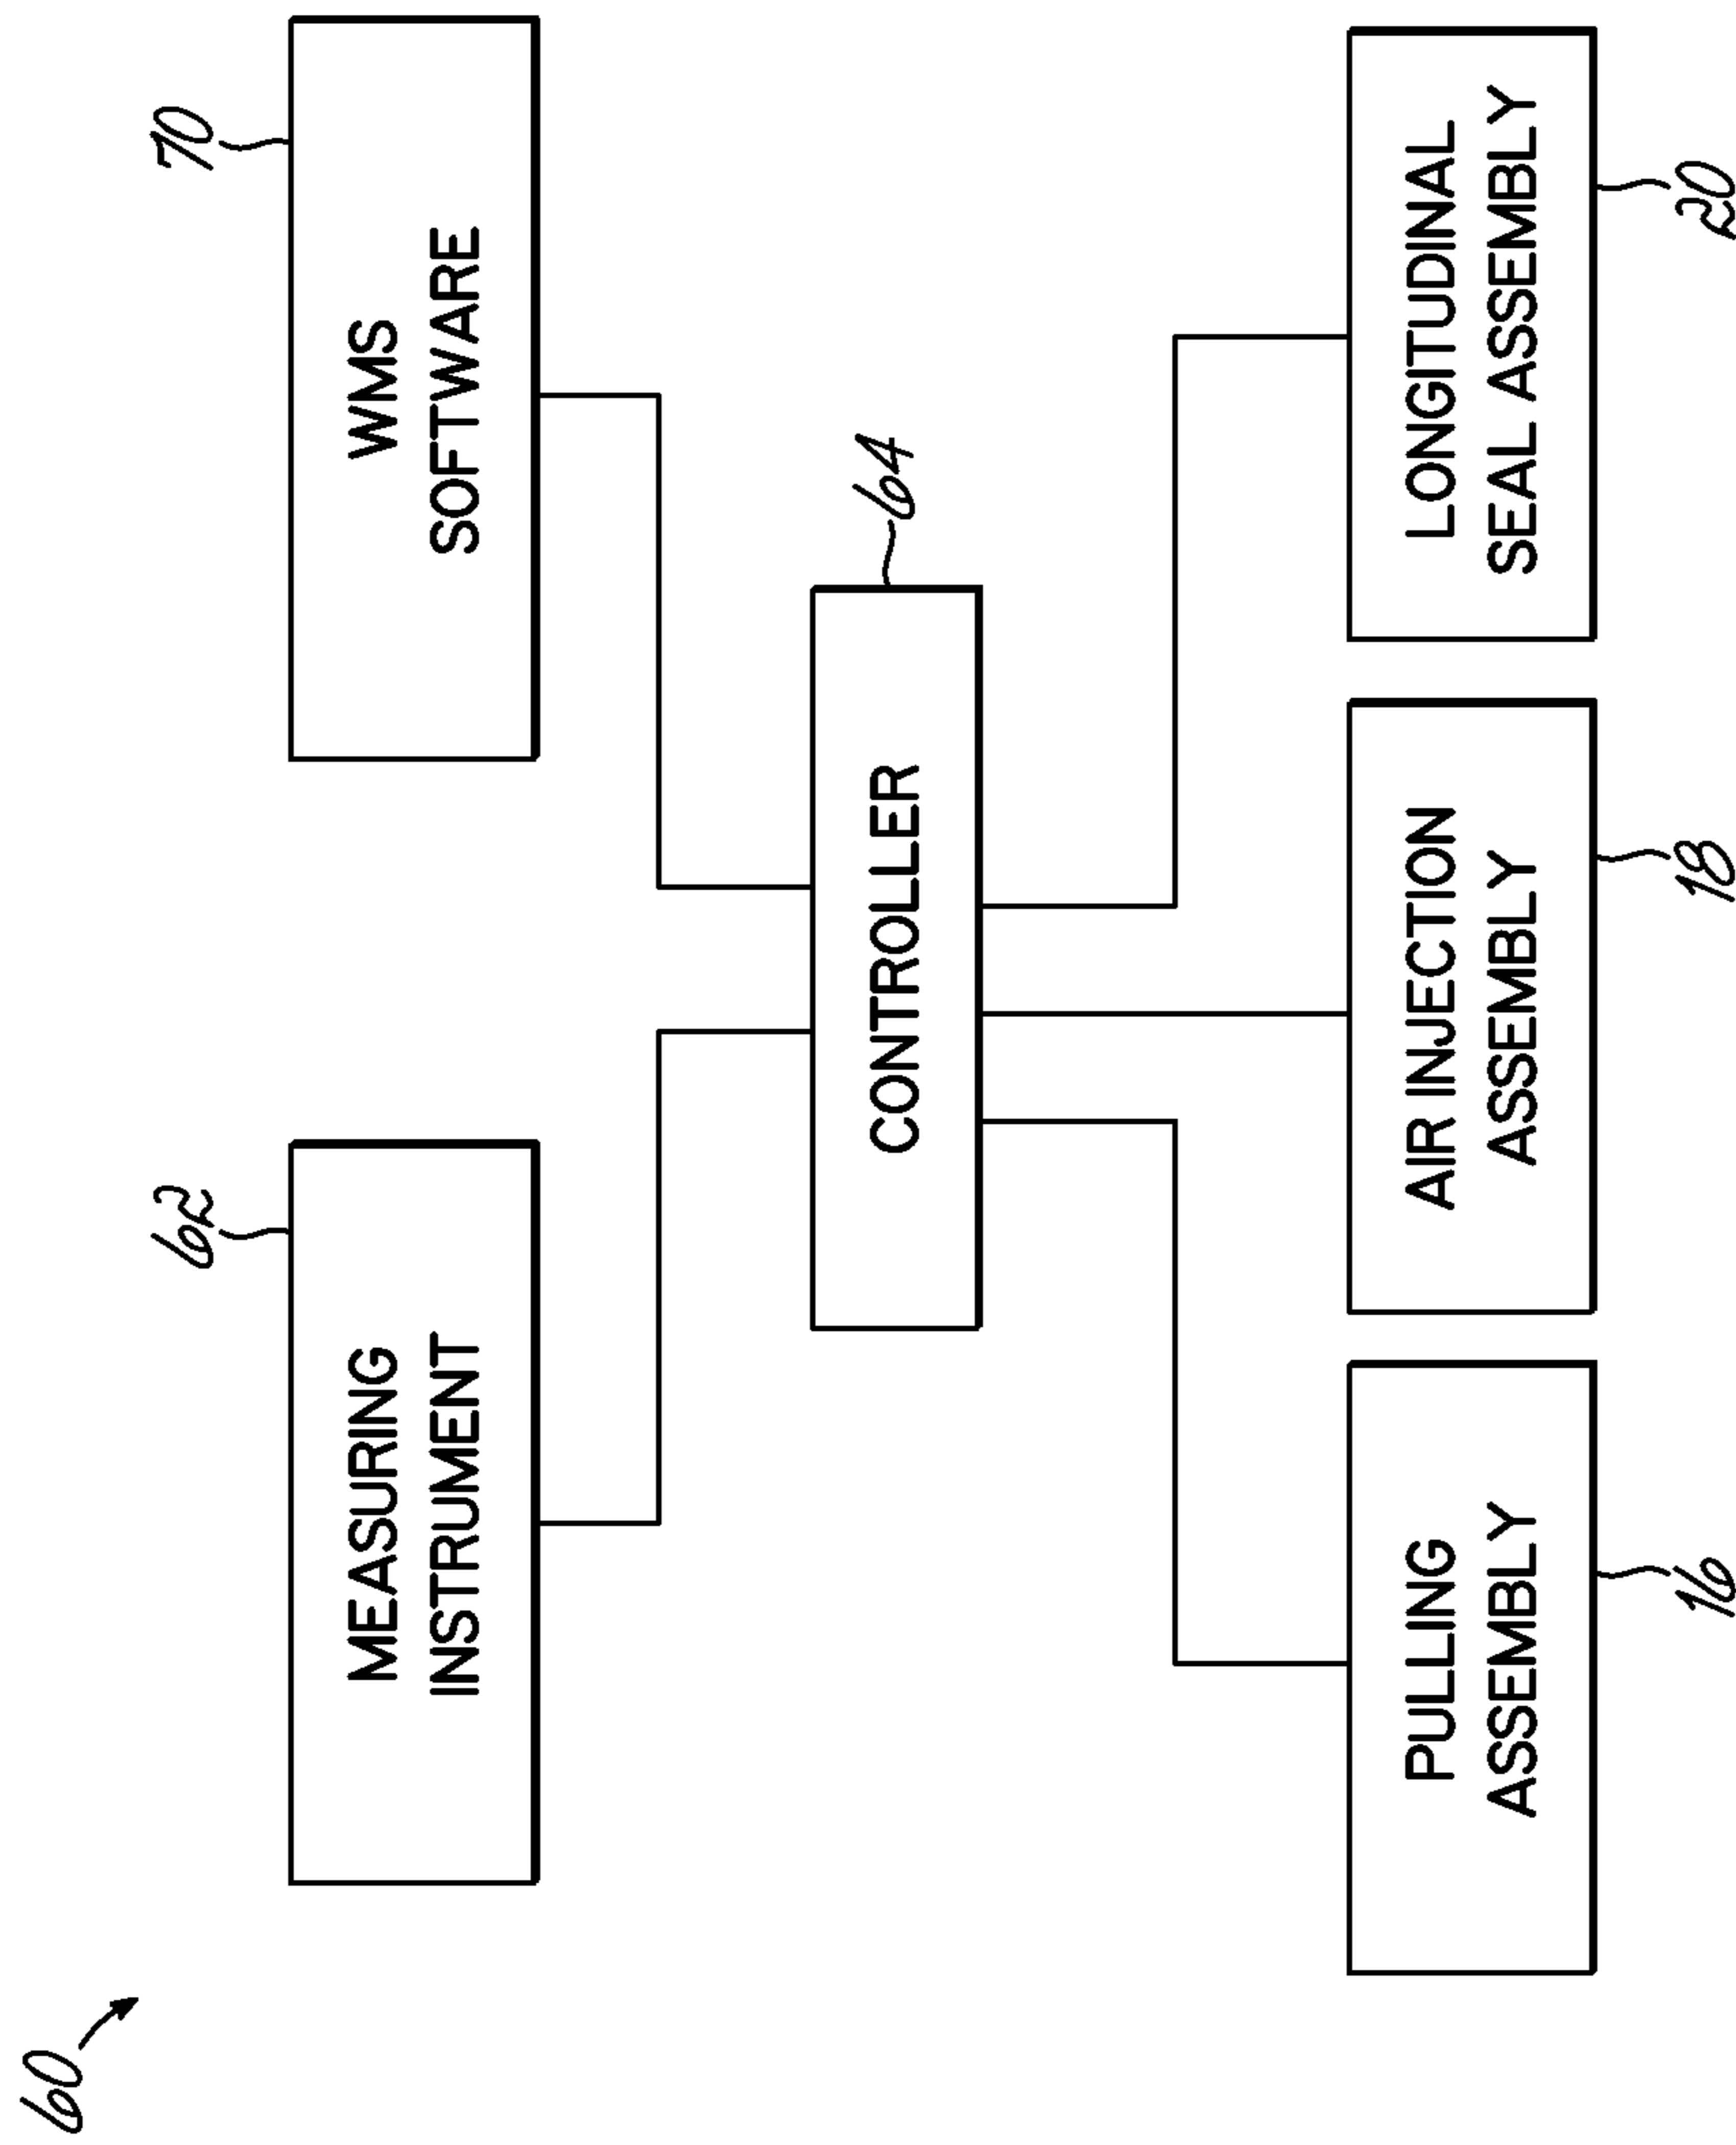 60
62
MEASURING
INSTRUMENT
70
WMS
SOFTWARE
64
CONTROLLER
PULLING
ASSEMBLY
16
AIR INJECTION
ASSEMBLY
18
LONGITUDINAL
SEAL ASSEMBLY
20